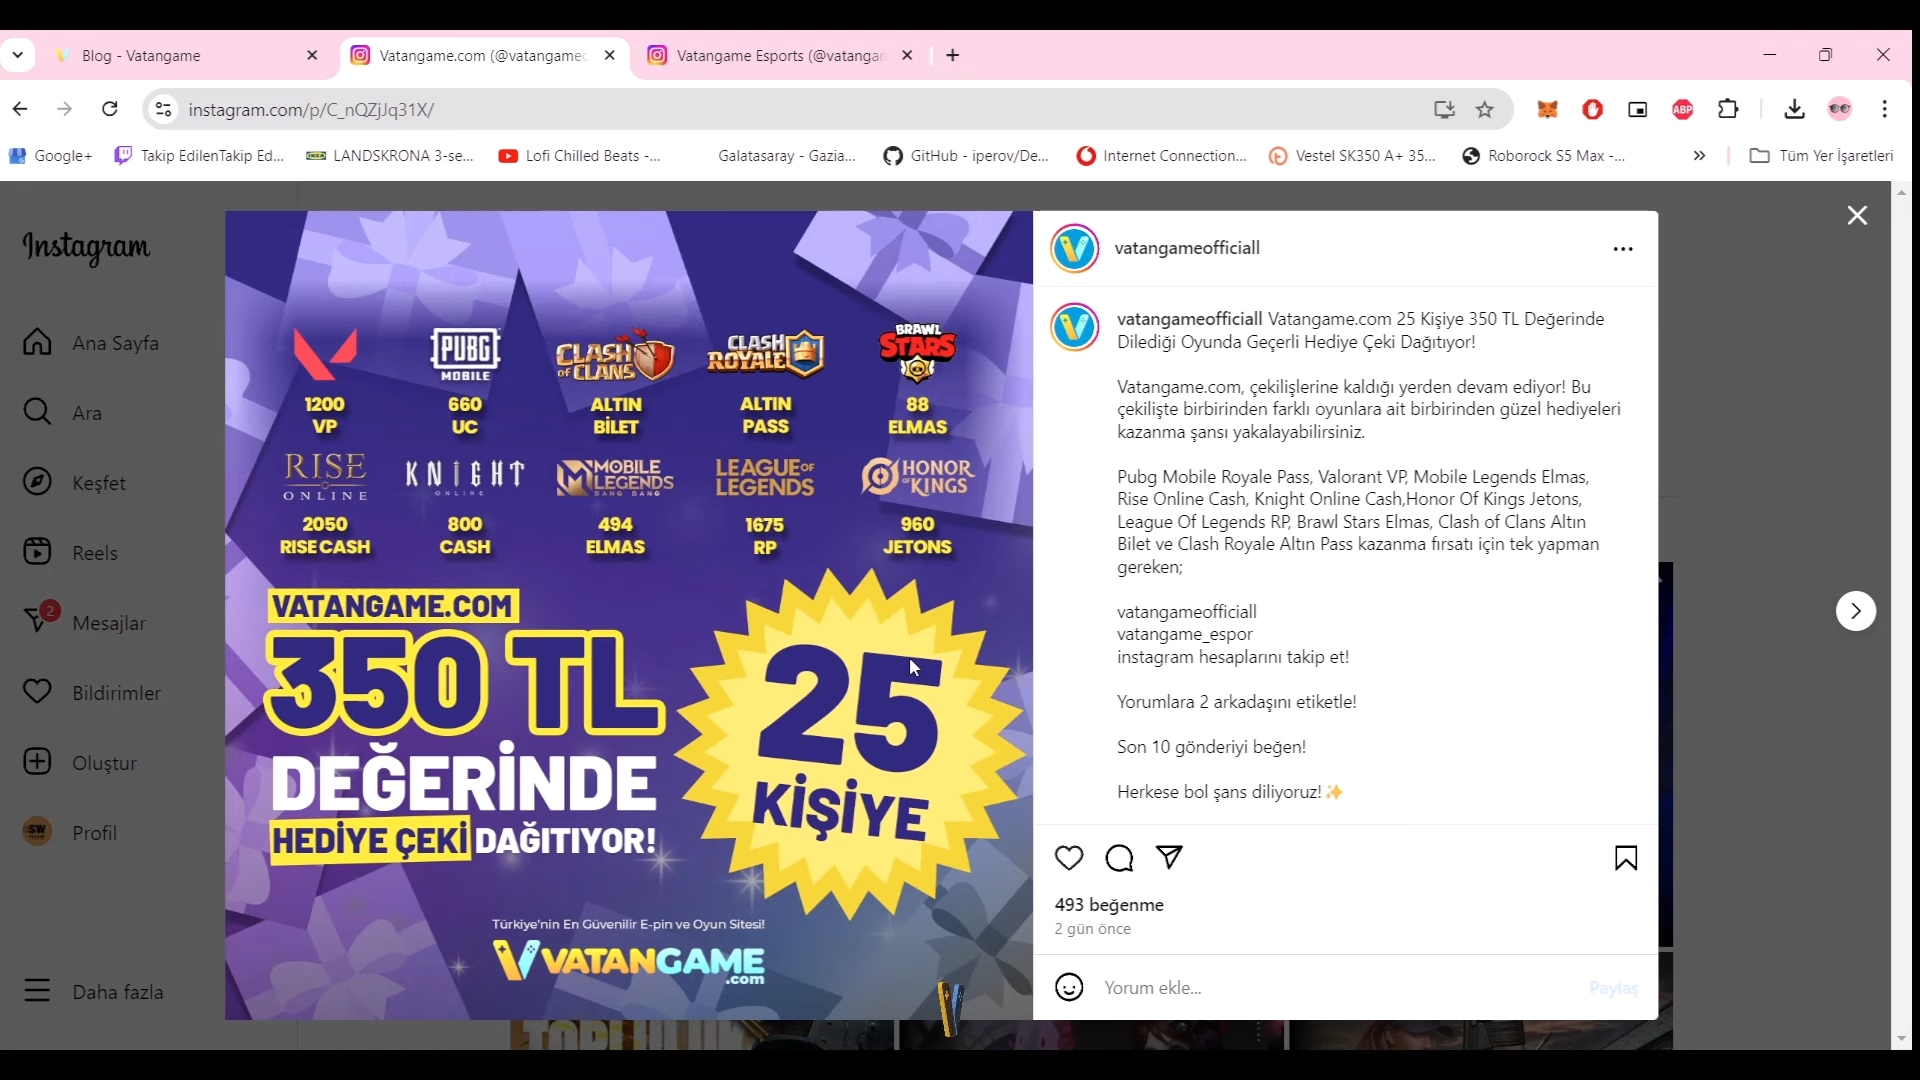 Blog - Vatangame
Vatangame.com (@vatangamec
Vatangame Esports (@vatangar
instagram.com/p/C_nQZjJq31X/
ABP
Google+
Takip EdilenTakip Ed...
IKEA
LANDSKRONA 3-se...
Lofi Chilled Beats -...
Galatasaray - Gazia...
GitHub - iperov/De...
Internet Connection...
Vestel SK350 A+ 35...
Roborock S5 Max -...
Tüm Yer İşaretleri
Instagram
Ana Sayfa
Ara
Keşfet
Reels
2
Mesajlar
Bildirimler
Oluştur
SW
Profil
Daha fazla
PUBG
MOBILE
CLASH
OF CLANS
CLASH
ROYALE
BRAWL
STARS
1200
VP
660
UC
ALTIN
BİLET
ALTIN
PASS
88
ELMAS
RISE
ONLINE
KNIGHT
ONLINE
MOBILE
LEGENDS
BANG BANG
LEAGUE OF
LEGENDS
HONOR
OF KINGS
2050
RISE CASH
800
CASH
494
ELMAS
1675
RP
960
JETONS
VATANGAME.COM
350 TL
DEĞERİNDE
HEDİYE ÇEKİ DAĞITIYOR!
25
KİŞİYE
Türkiye'nin En Güvenilir E-pin ve Oyun Sitesi!
VATANGAME
.com
vatangameofficiall
vatangameofficiall Vatangame.com 25 Kişiye 350 TL Değerinde
Dilediği Oyunda Geçerli Hediye Çeki Dağıtıyor!
Vatangame.com, çekilişlerine kaldığı yerden devam ediyor! Bu
çekilişte birbirinden farklı oyunlara ait birbirinden güzel hediyeleri
kazanma şansı yakalayabilirsiniz.
Pubg Mobile Royale Pass, Valorant VP, Mobile Legends Elmas,
Rise Online Cash, Knight Online Cash,Honor Of Kings Jetons,
League Of Legends RP, Brawl Stars Elmas, Clash of Clans Altın
Bilet ve Clash Royale Altın Pass kazanma fırsatı için tek yapman
gereken;
vatangameofficiall
vatangame_espor
instagram hesaplarını takip et!
Yorumlara 2 arkadaşını etiketle!
Son 10 gönderiyi beğen!
Herkese bol şans diliyoruz!✨
493 beğenme
2 gün önce
Yorum ekle...
Paylaş